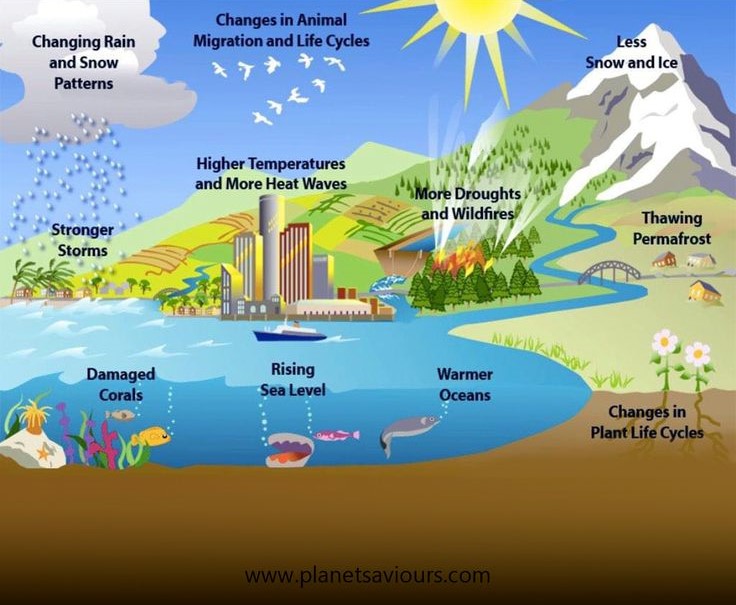 Changing Rain
and Snow
Patterns
Changes in Animal
Migration and Life Cycles
Less
Snow and Ice
Higher Temperatures
and More Heat Waves
More Droughts
and Wildfires
Stronger
Storms
Thawing
Permafrost
Damaged
Corals
Rising
Sea Level
Warmer
Oceans
Changes in
Plant Life Cycles
www.planetsaviours.com